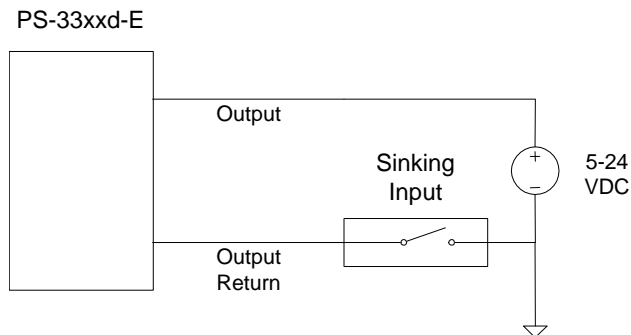 PS-33xxd-E
Output
Sinking
Input
+
5-24
VDC
–
Output
Return